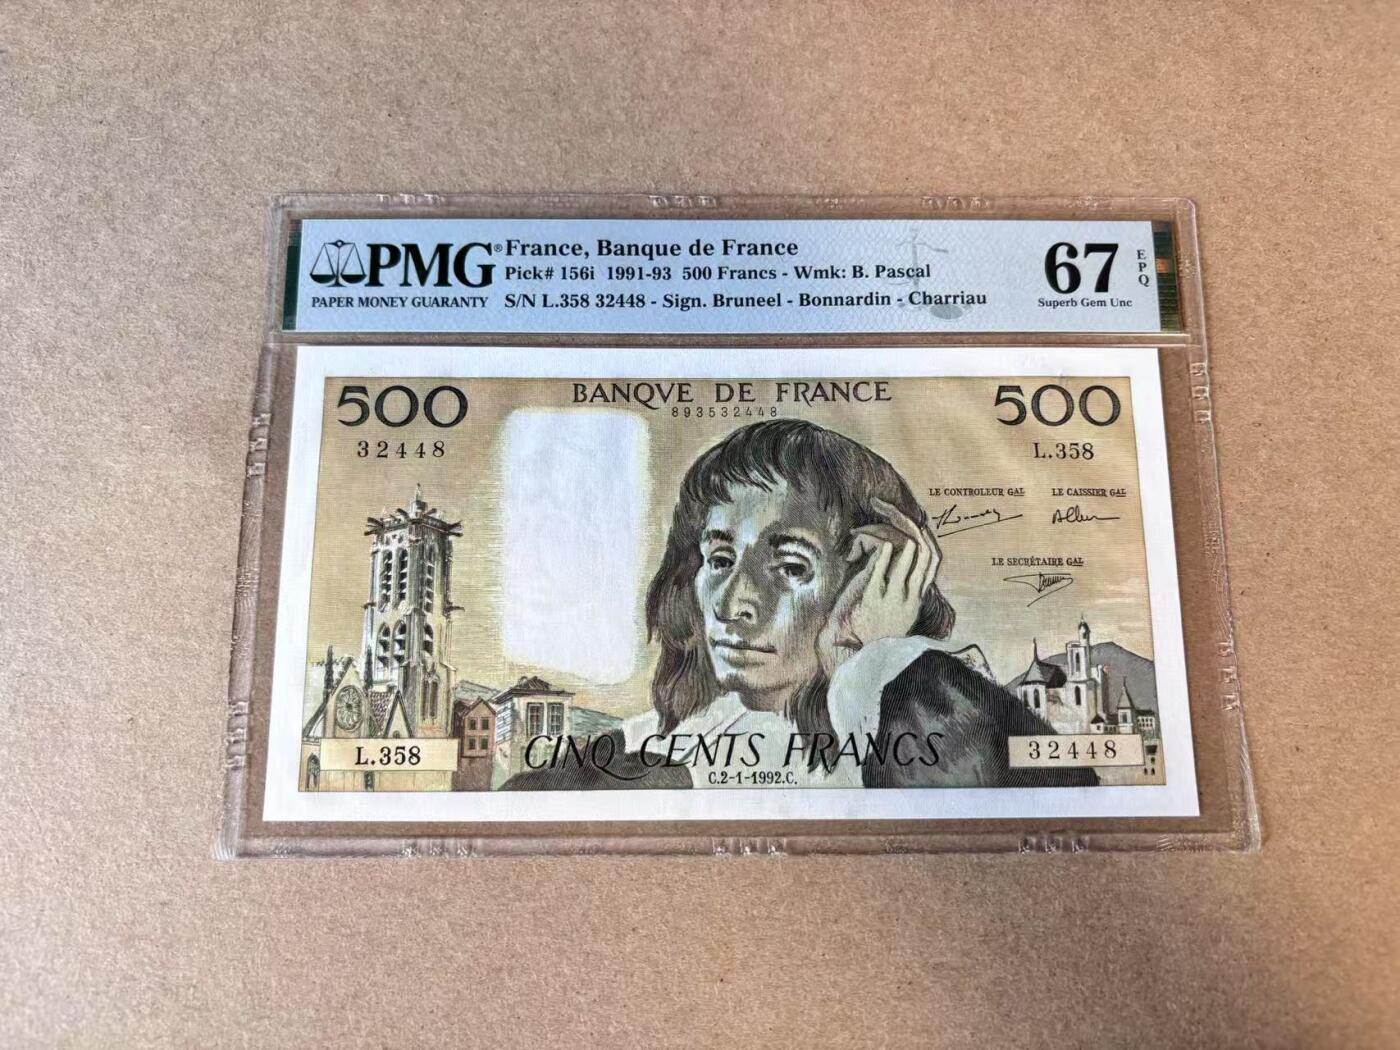 PMG® France, Banque de France
Pick# 156i 1991-93 500 Francs - Wmk: B. Pascal
PAPER MONEY GUARANTY S/N L.358 32448 - Sign. Bruneel - Bonnardin - Charriau
67 EPQ
Superb Gem Unc
500 BANQVE DE FRANCE 500
893532448
32448 L.358
LE CONTROLEUR GAL LE CAISSIER GAL
LE SECRÉTAIRE GAL
L.358 CINQ CENTS FRANCS 32448
C.2-1-1992.C.